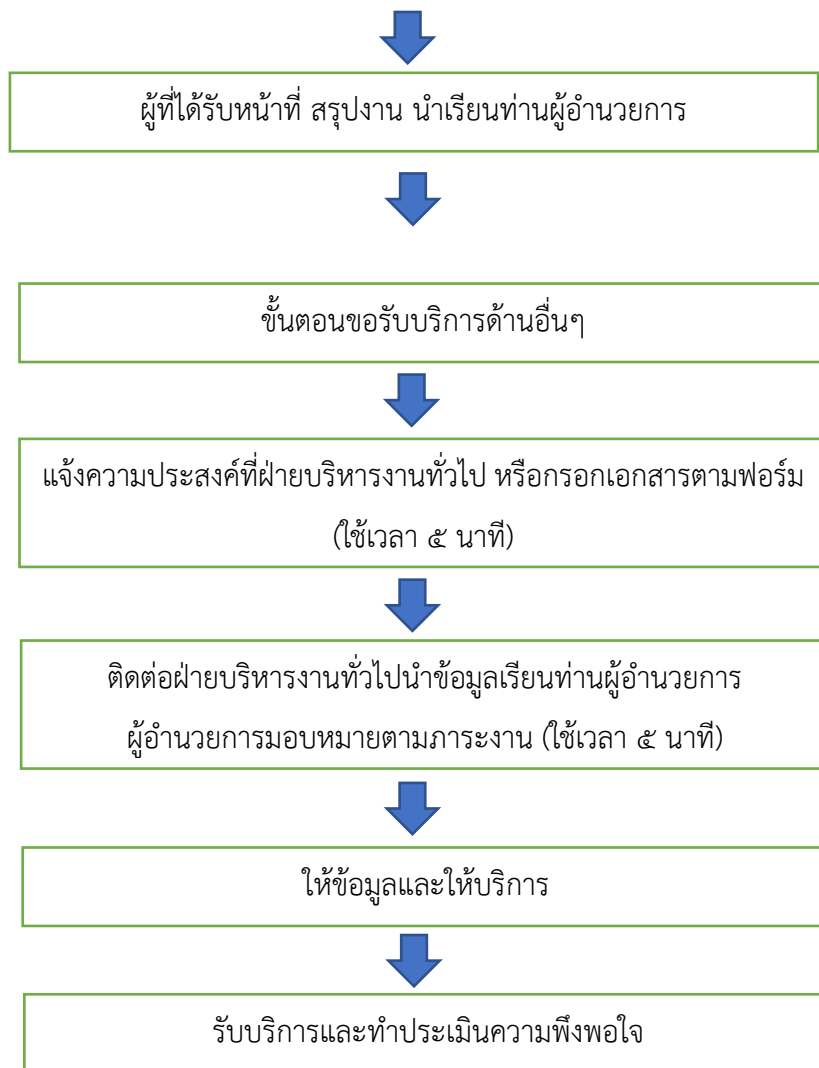 ผู้ที่ได้รับหน้าที่ สรุปงาน นำเรียนท่านผู้อำนวยการ
ขั้นตอนขอรับบริการด้านอื่นๆ
แจ้งความประสงค์ที่ฝ่ายบริหารงานทั่วไป หรือกรอกเอกสารตามฟอร์ม
(ใช้เวลา ๕ นาที)
ติดต่อฝ่ายบริหารงานทั่วไปนำข้อมูลเรียนท่านผู้อำนวยการ
ผู้อำนวยการมอบหมายตามภาระงาน (ใช้เวลา ๕ นาที)
ให้ข้อมูลและให้บริการ
รับบริการและทำประเมินความพึงพอใจ